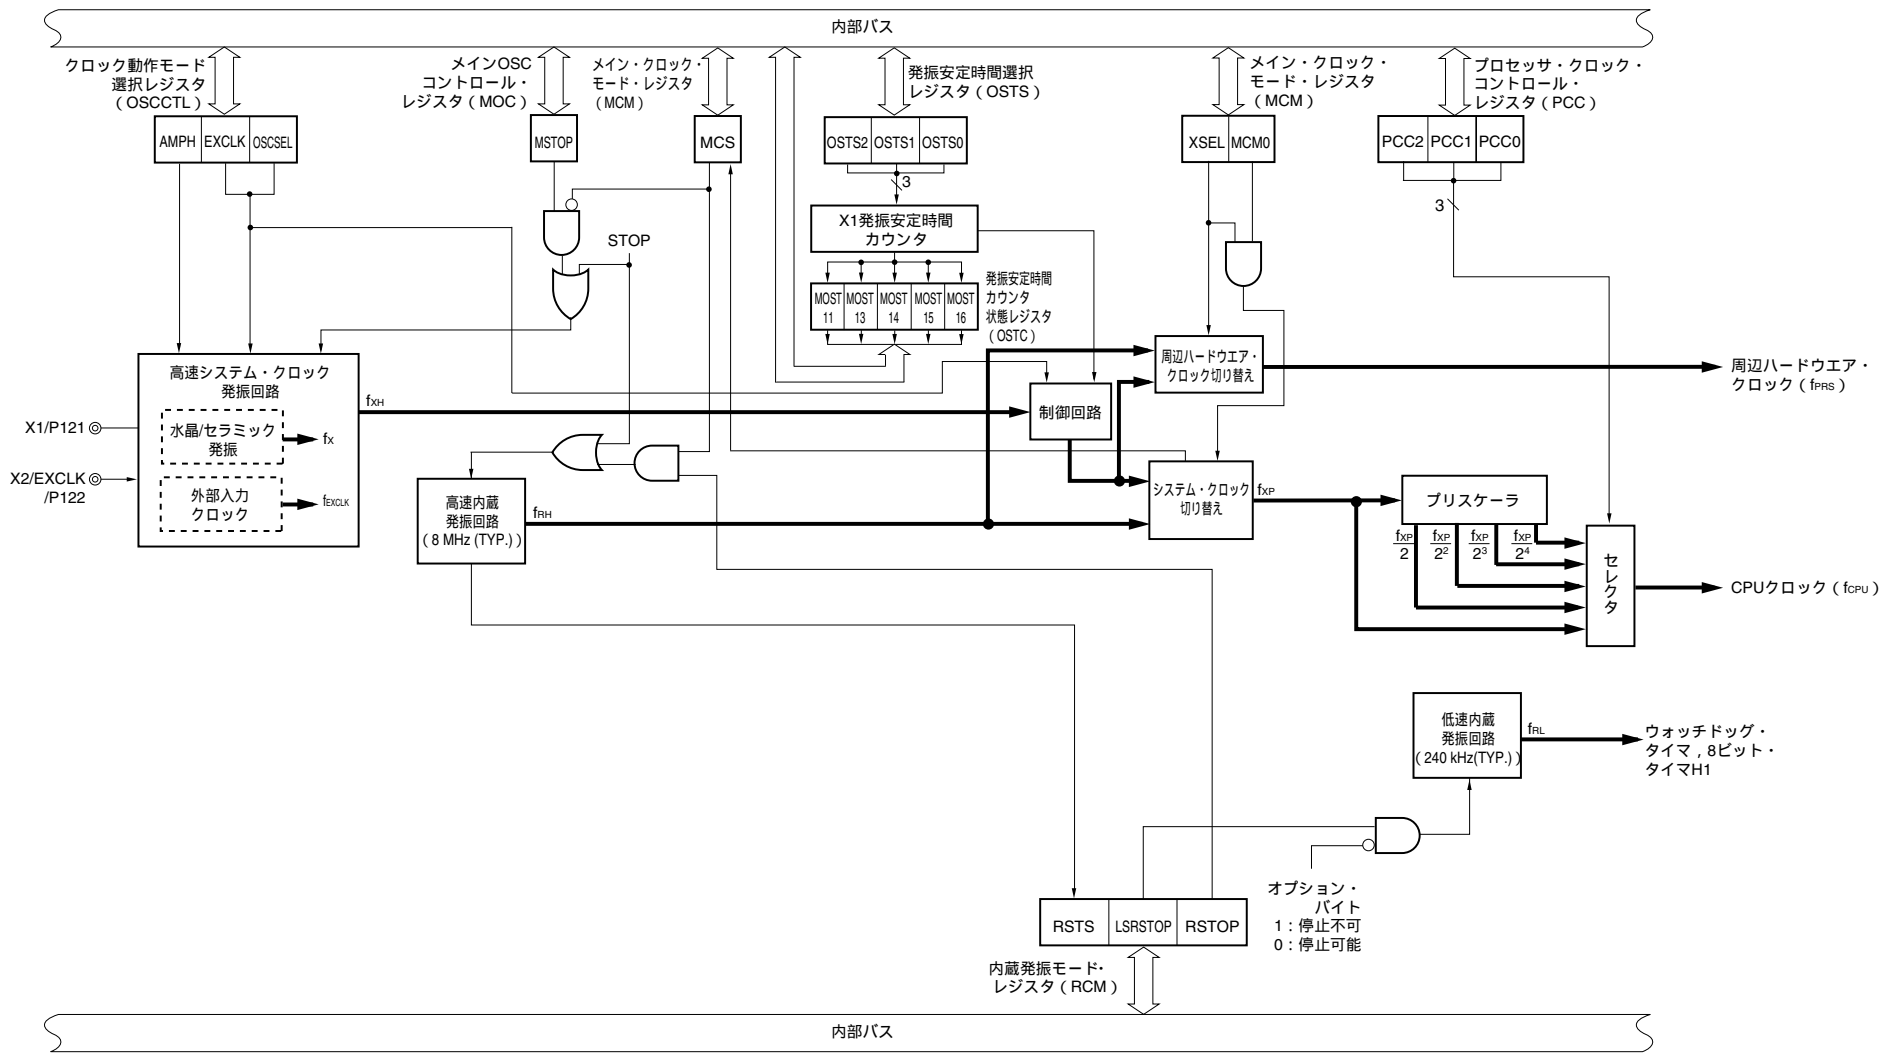 内部バス
クロック動作モード
選択レジスタ
(OSCCTL)
メインOSC
コントロール・
レジスタ(MOC)
メイン・クロック・
モード・レジスタ
(MCM)
発振安定時間選択
レジスタ(OSTS)
メイン・クロック・
モード・レジスタ
(MCM)
プロセッサ・クロック・
コントロール・
レジスタ(PCC)
AMPH EXCLK OSCSEL
MSTOP
MCS
OSTS2 OSTS1 OSTS0
XSEL MCM0
PCC2 PCC1 PCC0
3
3
X1発振安定時間
カウンタ
STOP
MOST MOST MOST MOST MOST
11 13 14 15 16
発振安定時間
カウンタ
状態レジスタ
(OSTC)
高速システム・クロック
発振回路
水晶/セラミック
発振
fX
外部入力
クロック
fEXCLK
X1/P121
X2/EXCLK
/P122
fXH
制御回路
周辺ハードウエア・
クロック切り替え
周辺ハードウエア・
クロック(fPRS)
高速内蔵
発振回路
(8 MHz (TYP.))
fRH
システム・クロック
切り替え
fXP
プリスケーラ
fXP fXP fXP fXP
2 2² 2³ 2⁴
セレクタ
CPUクロック(fCPU)
低速内蔵
発振回路
(240 kHz(TYP.))
fRL
ウォッチドッグ・
タイマ,8ビット・
タイマH1
オプション・
バイト
1:停止不可
0:停止可能
RSTS LSRSTOP RSTOP
内蔵発振モード・
レジスタ(RCM)
内部バス